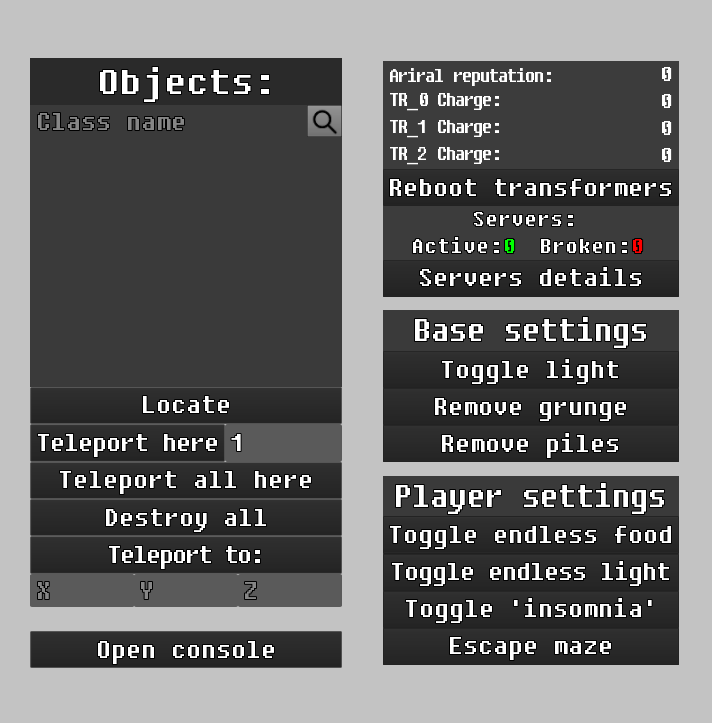 Objects:
Class name
Locate
Teleport here 1
Teleport all here
Destroy all
Teleport to:
X Y Z
Open console
Ariral reputation: 0
TR_0 Charge: 0
TR_1 Charge: 0
TR_2 Charge: 0
Reboot transformers
Servers:
Active:0 Broken:0
Servers details
Base settings
Toggle light
Remove grunge
Remove piles
Player settings
Toggle endless food
Toggle endless light
Toggle 'insomnia'
Escape maze